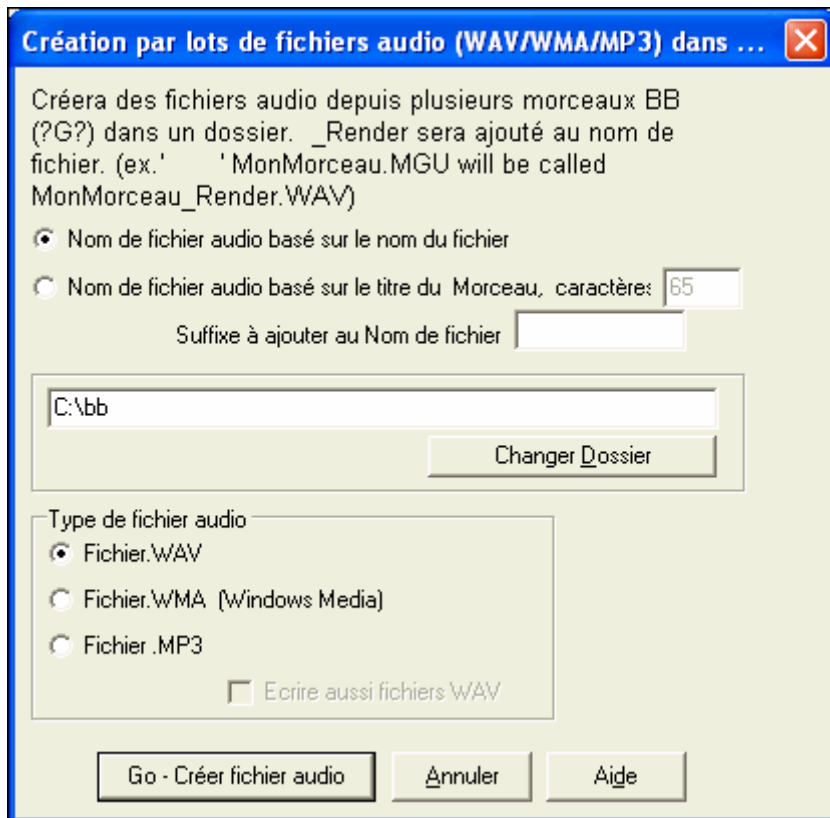 Création par lots de fichiers audio (WAV/WMA/MP3) dans ...
Créera des fichiers audio depuis plusieurs morceaux BB
(?G?) dans un dossier. _Render sera ajouté au nom de
fichier. (ex.' ' MonMorceau.MGU will be called
MonMorceau_Render.WAV)
Nom de fichier audio basé sur le nom du fichier
Nom de fichier audio basé sur le titre du Morceau, caractères 65
Suffixe à ajouter au Nom de fichier
C:\bb
Changer Dossier
Type de fichier audio
Fichier.WAV
Fichier.WMA (Windows Media)
Fichier .MP3
Ecrire aussi fichiers WAV
Go - Créer fichier audio Annuler Aide